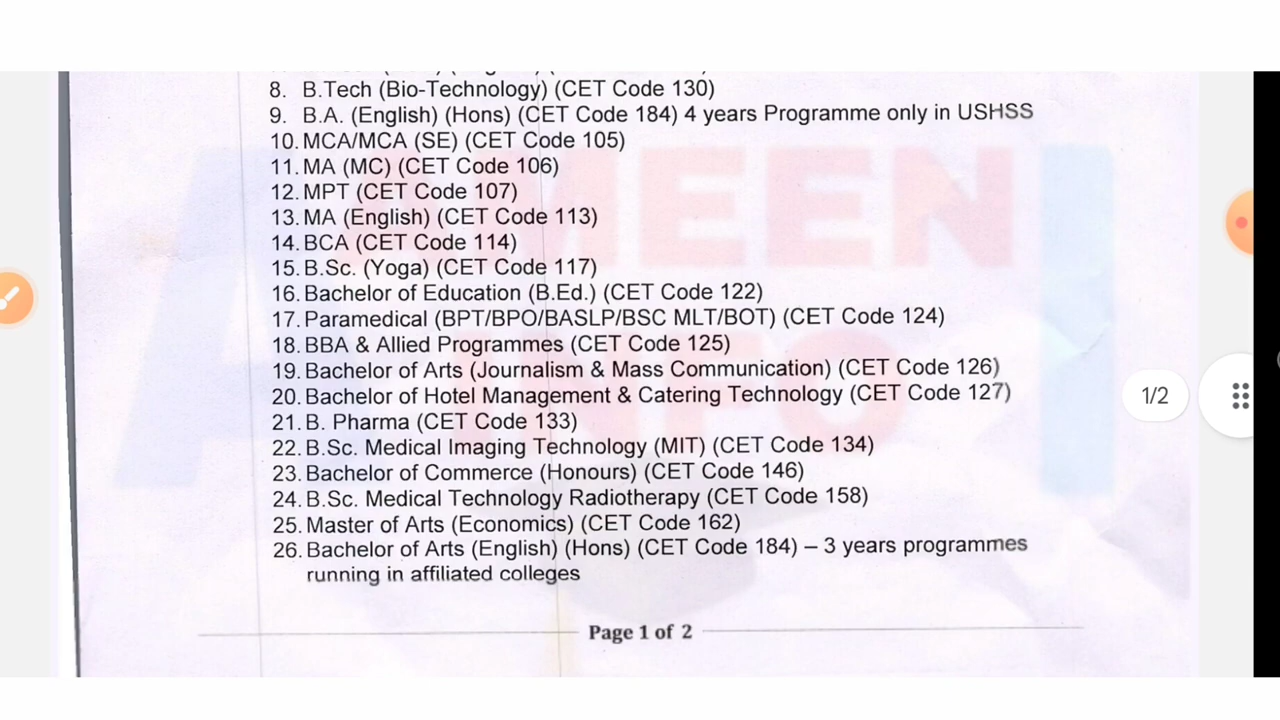 8. B.Tech (Bio-Technology) (CET Code 130)
9. B.A. (English) (Hons) (CET Code 184) 4 years Programme only in USHSS
10. MCA/MCA (SE) (CET Code 105)
11. MA (MC) (CET Code 106)
12. MPT (CET Code 107)
13. MA (English) (CET Code 113)
14. BCA (CET Code 114)
15. B.Sc. (Yoga) (CET Code 117)
16. Bachelor of Education (B.Ed.) (CET Code 122)
17. Paramedical (BPT/BPO/BASLP/BSC MLT/BOT) (CET Code 124)
18. BBA & Allied Programmes (CET Code 125)
19. Bachelor of Arts (Journalism & Mass Communication) (CET Code 126)
20. Bachelor of Hotel Management & Catering Technology (CET Code 127)
21. B. Pharma (CET Code 133)
22. B.Sc. Medical Imaging Technology (MIT) (CET Code 134)
23. Bachelor of Commerce (Honours) (CET Code 146)
24. B.Sc. Medical Technology Radiotherapy (CET Code 158)
25. Master of Arts (Economics) (CET Code 162)
26. Bachelor of Arts (English) (Hons) (CET Code 184) – 3 years programmes
running in affiliated colleges
Page 1 of 2
1/2
AMEEN
INFO